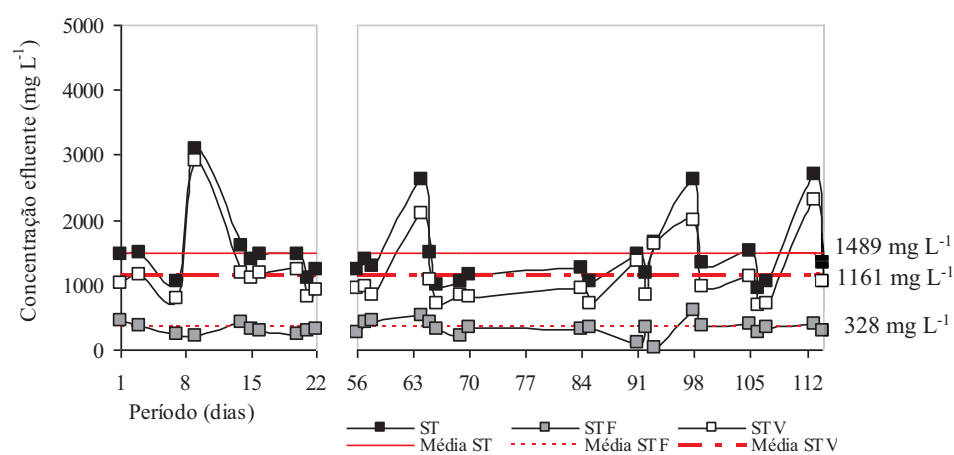 Concentração efluente (mg L-1)
5000
4000
3000
2000
1000
0
1489 mg L-1
1161 mg L-1
328 mg L-1
1 8 15 22 56 63 70 77 84 91 98 105 112
Período (dias)
ST STF STV
Média ST Média STF Média STV